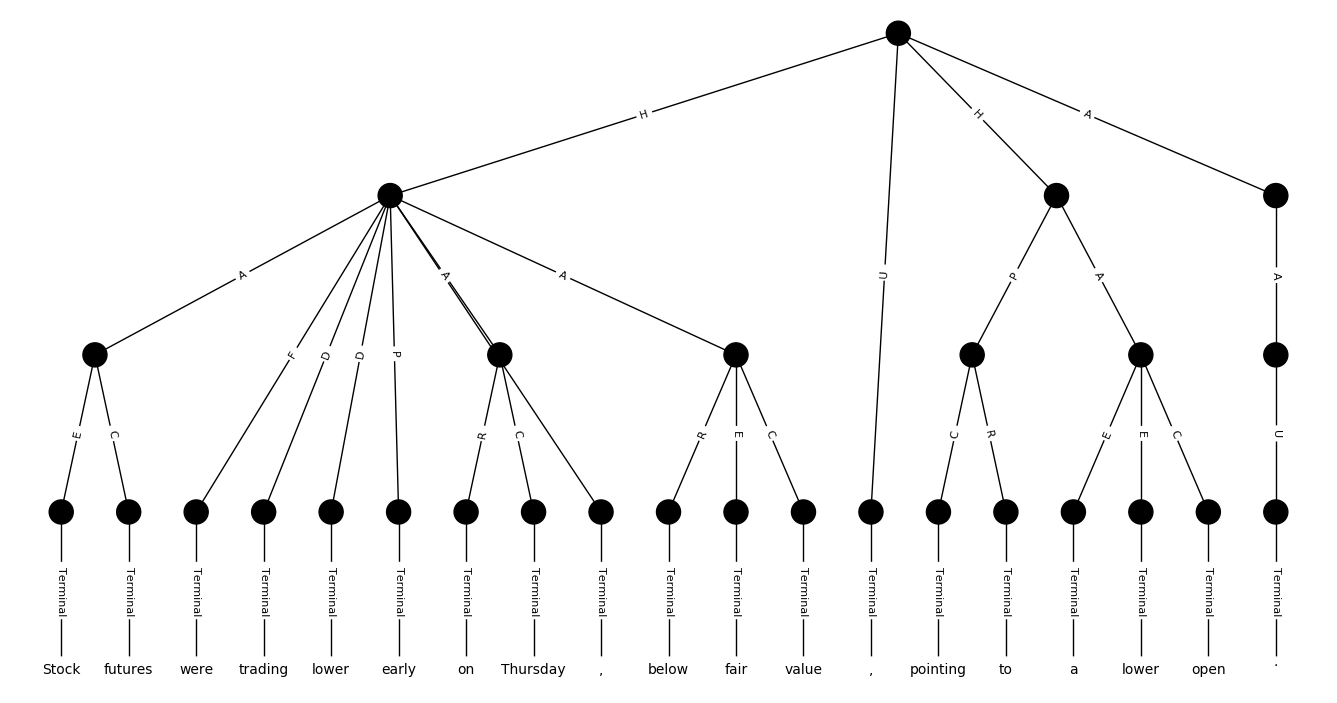 H U H A
A F D D P A A P A A
E C R C R E C C R E E C U
Terminal Terminal Terminal Terminal Terminal Terminal Terminal Terminal Terminal Terminal Terminal Terminal Terminal Terminal Terminal Terminal Terminal Terminal Terminal
Stock futures were trading lower early on Thursday , below fair value , pointing to a lower open .